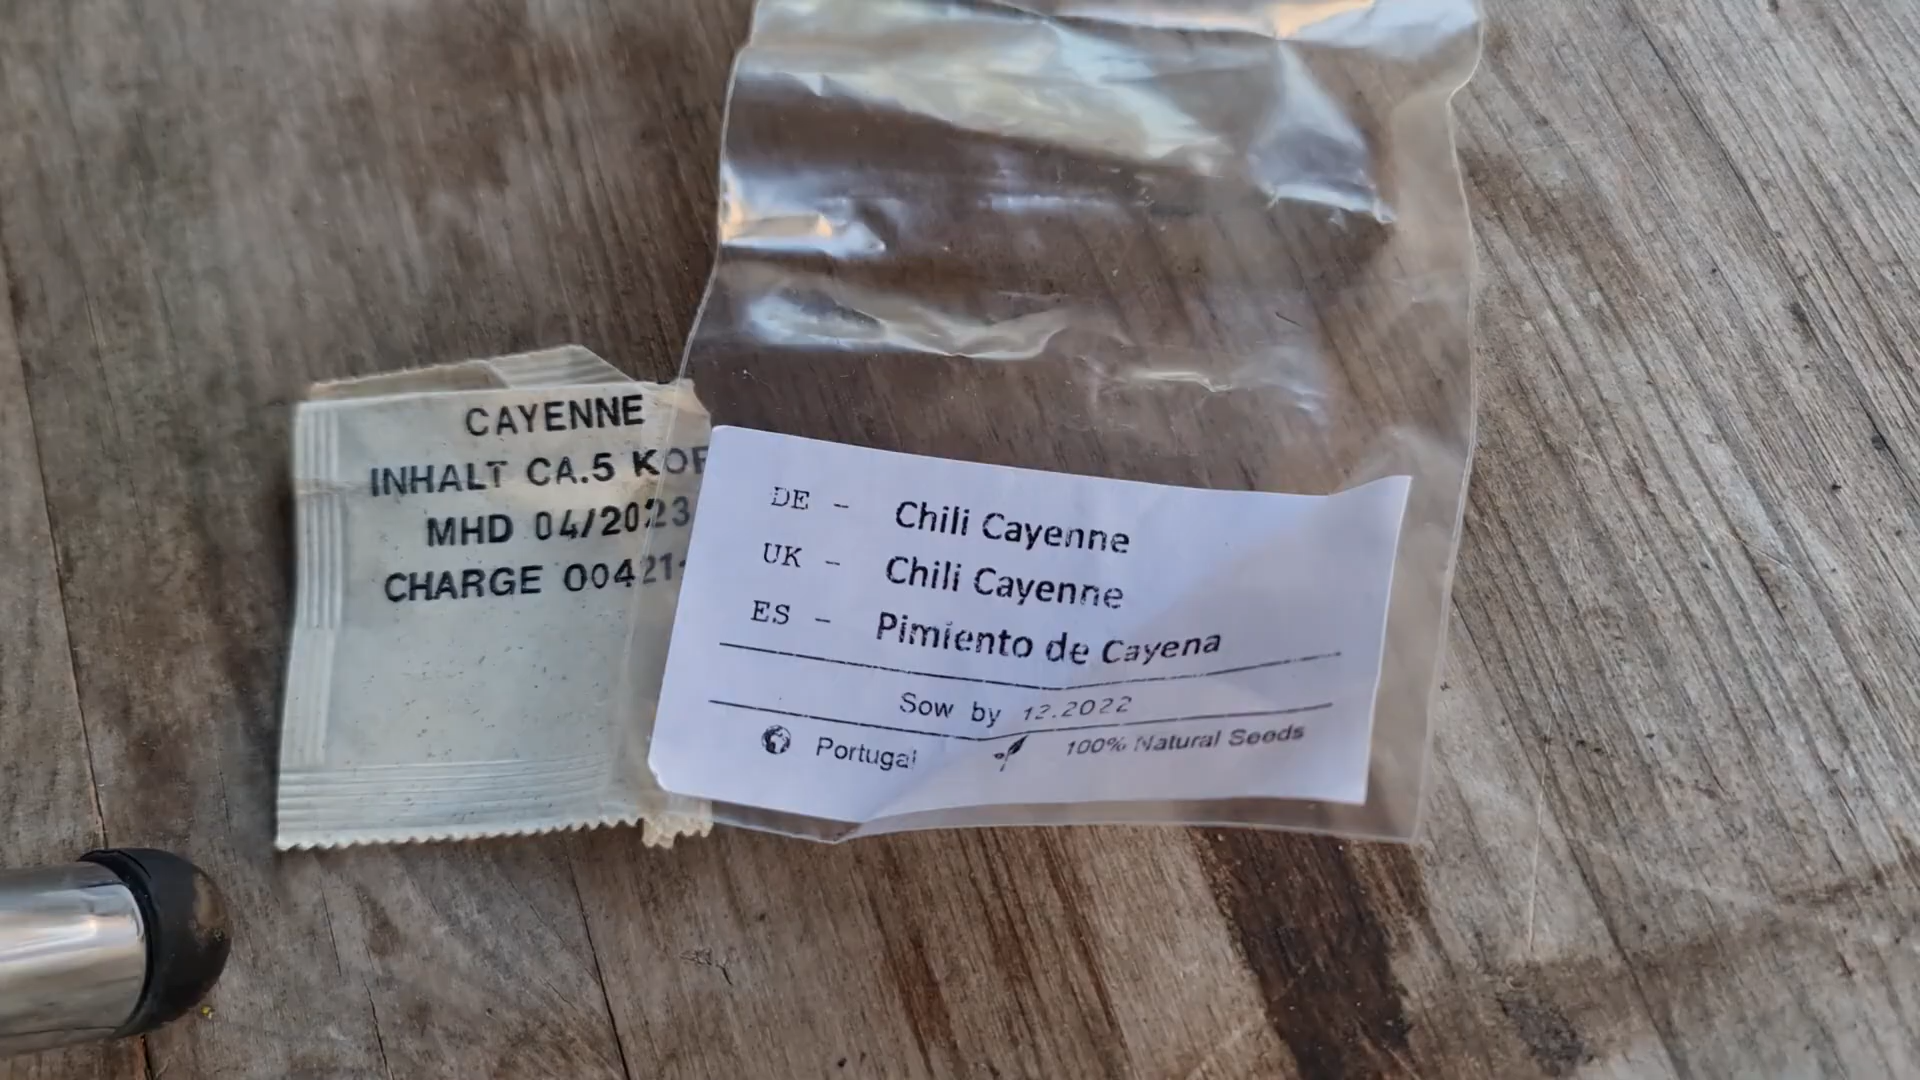 CAYENNE
INHALT CA.5 KOR
MHD 04/2023
CHARGE 00421-
DE - Chili Cayenne
UK - Chili Cayenne
ES - Pimiento de Cayena
Sow by 12.2022
Portugal 100% Natural Seeds